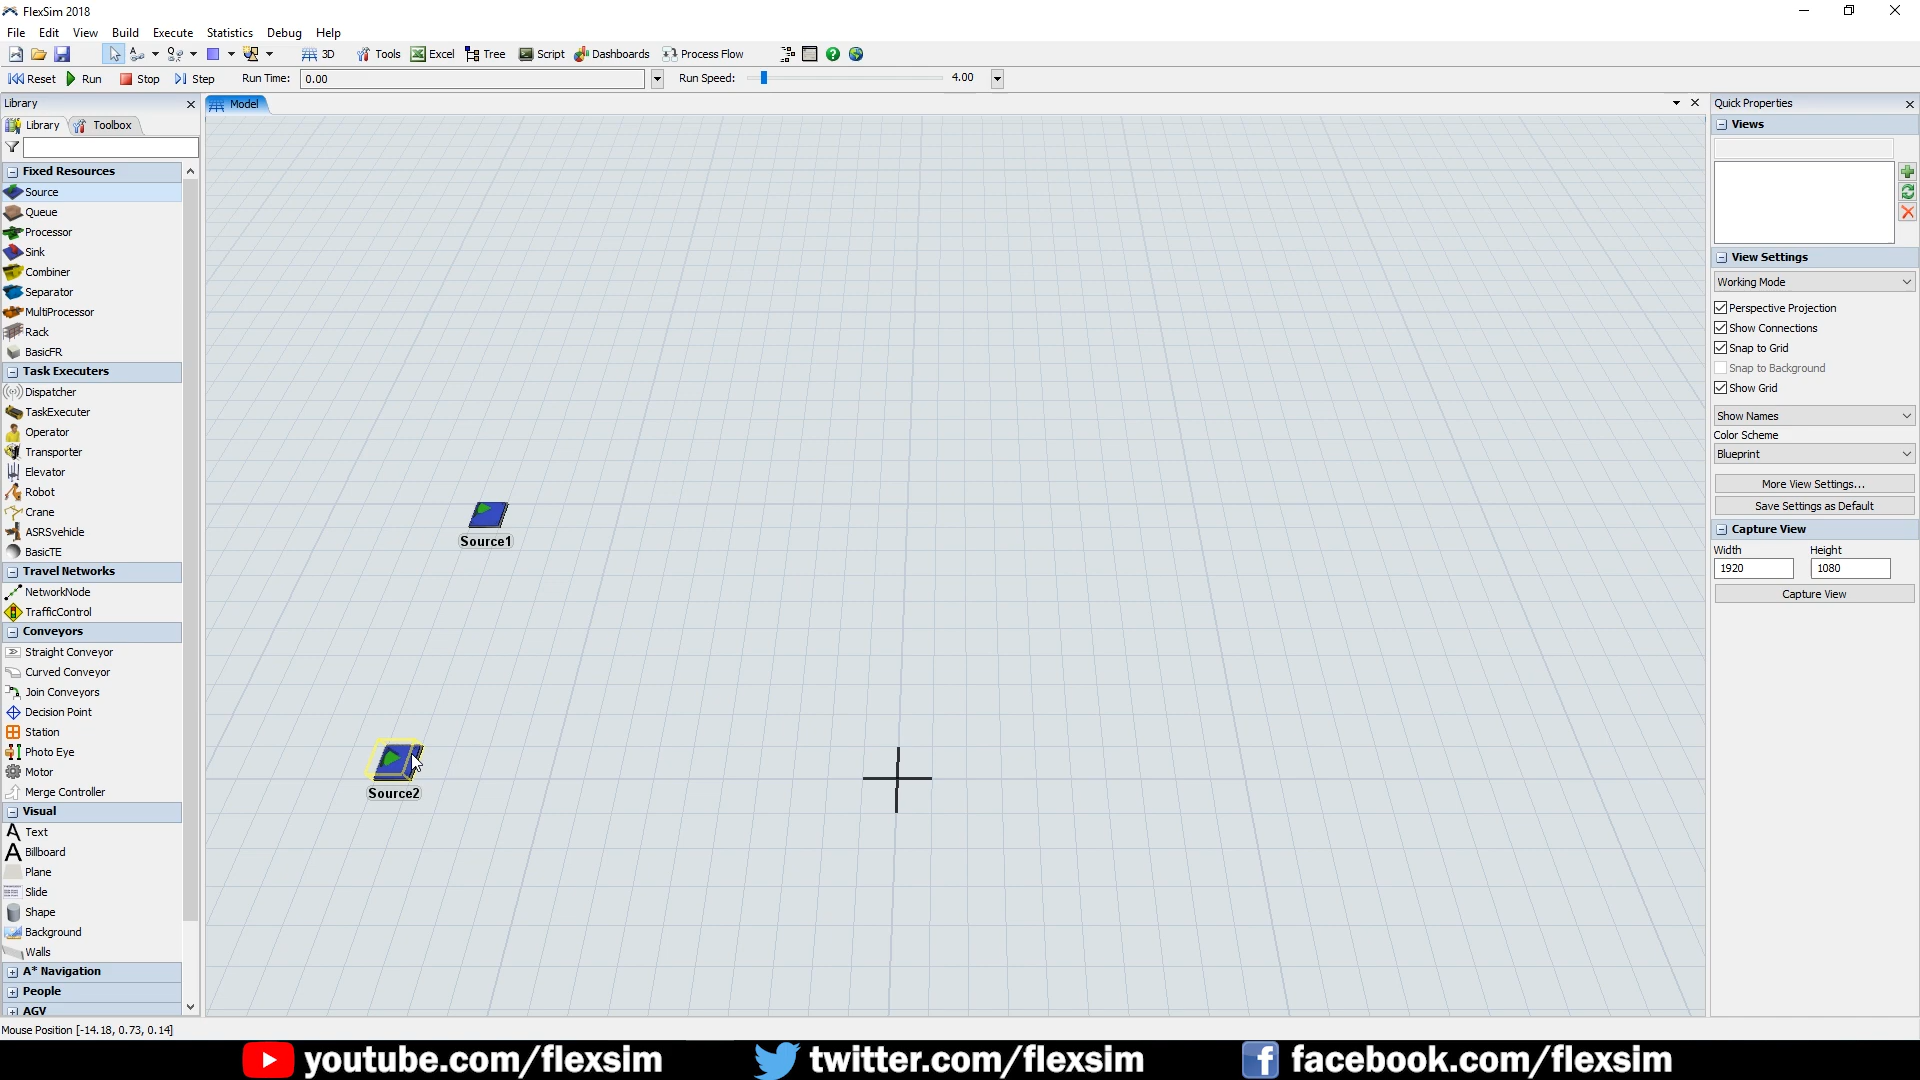 FlexSim 2018
File Edit View Build Execute Statistics Debug Help
3D Tools Excel Tree Script Dashboards Process Flow
Reset Run Stop Step Run Time: 0.00 Run Speed: 4.00
Library
Library Toolbox
Fixed Resources
Source
Queue
Processor
Sink
Combiner
Separator
MultiProcessor
Rack
BasicFR
Task Executers
Dispatcher
TaskExecuter
Operator
Transporter
Elevator
Robot
Crane
ASRSvehicle
BasicTE
Travel Networks
NetworkNode
TrafficControl
Conveyors
Straight Conveyor
Curved Conveyor
Join Conveyors
Decision Point
Station
Photo Eye
Motor
Merge Controller
Visual
Text
Billboard
Plane
Slide
Shape
Background
Walls
A* Navigation
People
AGV
Model
Source1
Source2
Quick Properties
Views
View Settings
Working Mode
Perspective Projection
Show Connections
Snap to Grid
Snap to Background
Show Grid
Show Names
Color Scheme
Blueprint
More View Settings...
Save Settings as Default
Capture View
Width Height
1920 1080
Capture View
Mouse Position [-14.18, 0.73, 0.14]
youtube.com/flexsim twitter.com/flexsim facebook.com/flexsim